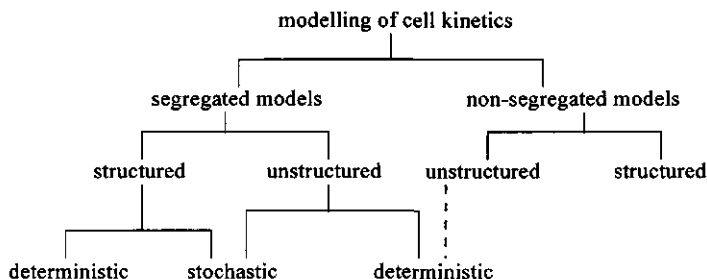 modelling of cell kinetics
segregated models non-segregated models
structured unstructured unstructured structured
deterministic stochastic deterministic